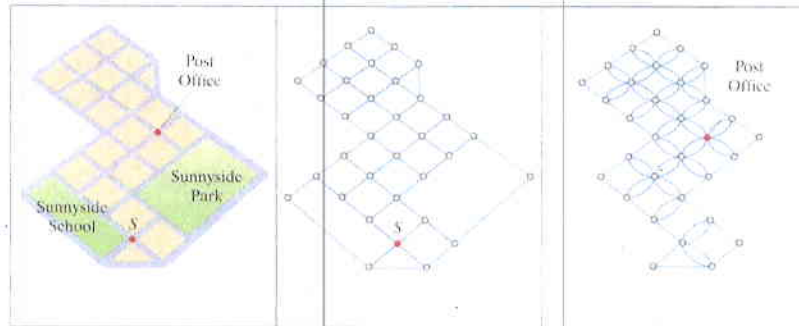 Post
Office
Sunnyside
Park
Sunnyside
School
S
S
Post
Office